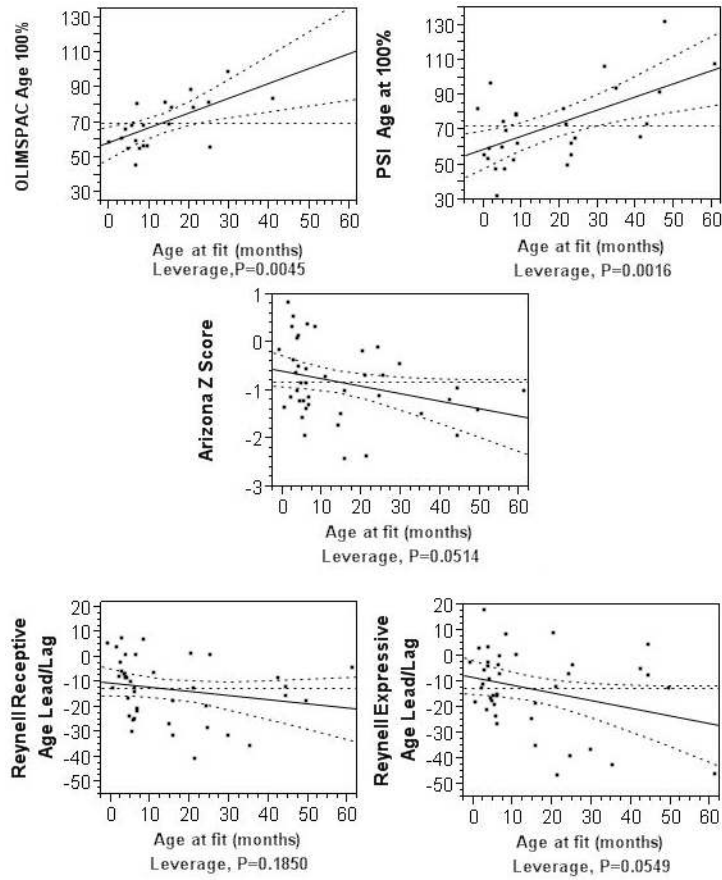 OLIMSPAC Age 100%
130
110
90
70
50
30
0 10 20 30 40 50 60
Age at fit (months)
Leverage,P=0.0045
PSI Age at 100%
130
110
90
70
50
30
0 10 20 30 40 50 60
Age at fit (months)
Leverage, P=0.0016
Arizona Z Score
1
-0
-1
-2
-3
0 10 20 30 40 50 60
Age at fit (months)
Leverage, P=0.0514
Reynell Receptive
Age Lead/Lag
20
10
0
-10
-20
-30
-40
-50
0 10 20 30 40 50 60
Age at fit (months)
Leverage, P=0.1850
Reynell Expressive
Age Lead/Lag
20
10
0
-10
-20
-30
-40
-50
0 10 20 30 40 50 60
Age at fit (months)
Leverage, P=0.0549